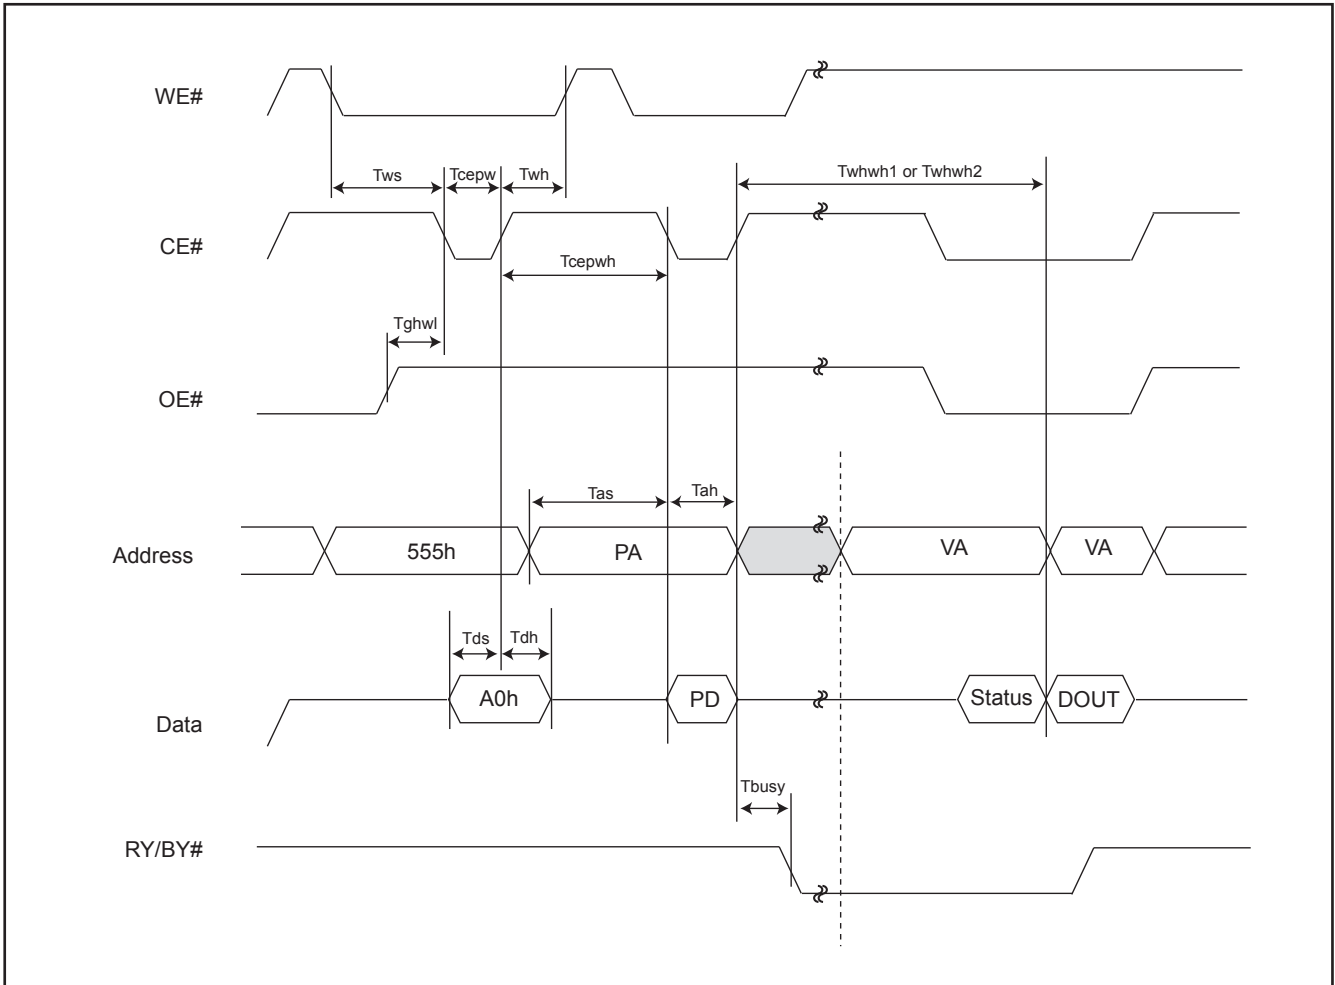 WE#
Tws
Tcepw
Twh
Twhwh1 or Twhwh2
CE#
Tcepwh
Tghwl
OE#
Tas
Tah
Address
555h
PA
VA
VA
Tds
Tdh
Data
A0h
PD
Status
DOUT
Tbusy
RY/BY#